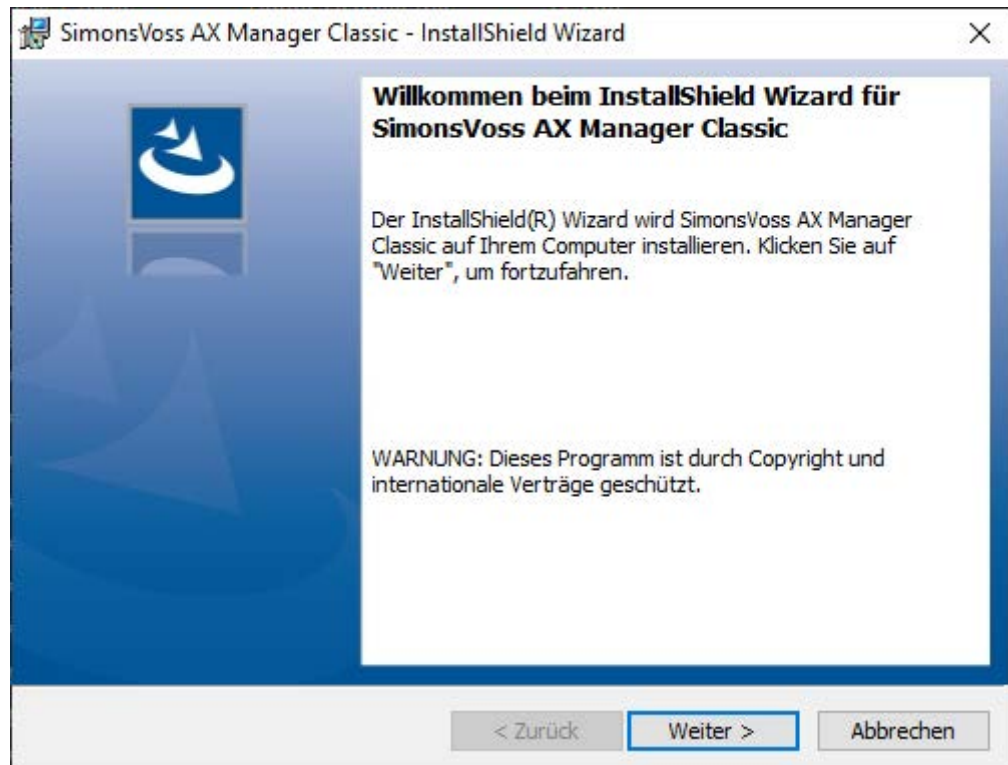 SimonsVoss AX Manager Classic - InstallShield Wizard
Willkommen beim InstallShield Wizard für
SimonsVoss AX Manager Classic
Der InstallShield(R) Wizard wird SimonsVoss AX Manager
Classic auf Ihrem Computer installieren. Klicken Sie auf
"Weiter", um fortzufahren.
WARNUNG: Dieses Programm ist durch Copyright und
internationale Verträge geschützt.
< Zurück Weiter > Abbrechen